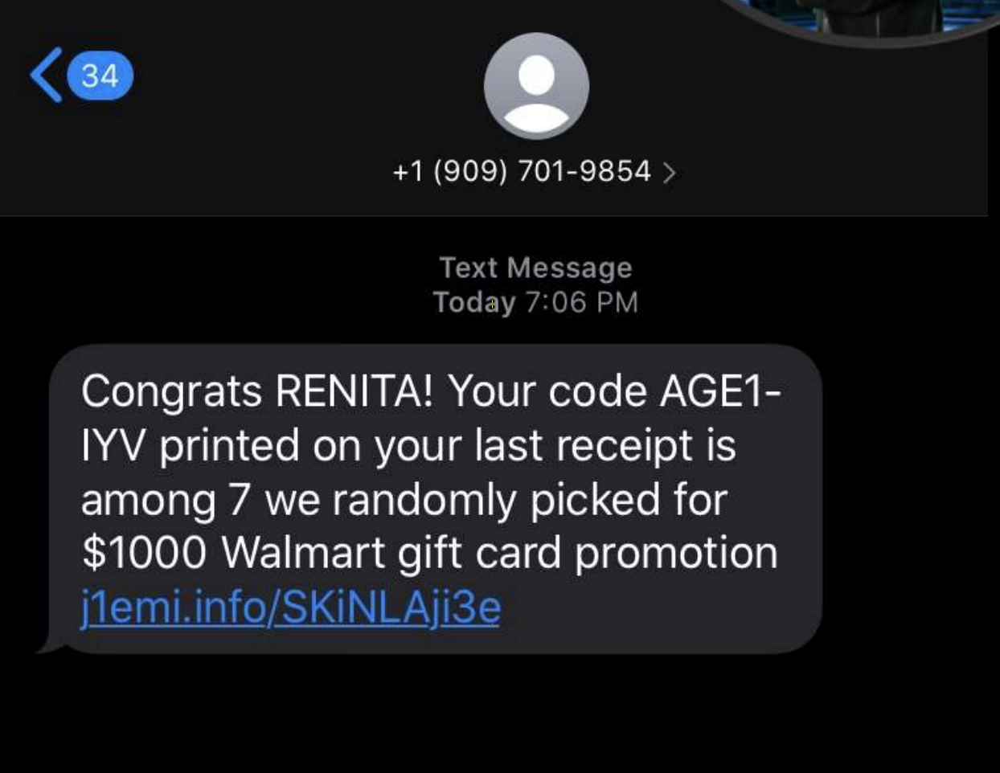 34
+1 (909) 701-9854 >
Text Message
Today 7:06 PM
Congrats RENITA! Your code AGE1-
IYV printed on your last receipt is
among 7 we randomly picked for
$1000 Walmart gift card promotion
j1emi.info/SKiNLAji3e